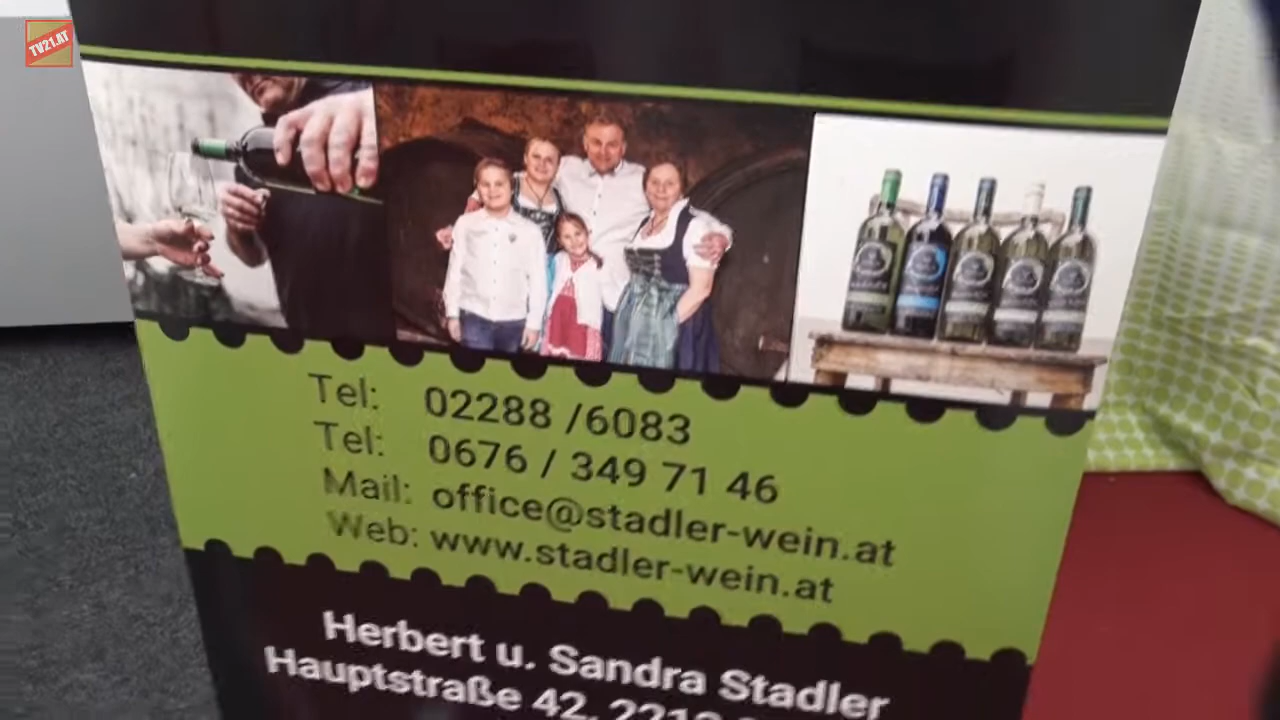 TV21.AT
Tel: 02288 /6083
Tel: 0676 / 349 71 46
Mail: office@stadler-wein.at
Web: www.stadler-wein.at
Herbert u. Sandra Stadler
Hauptstraße 42,